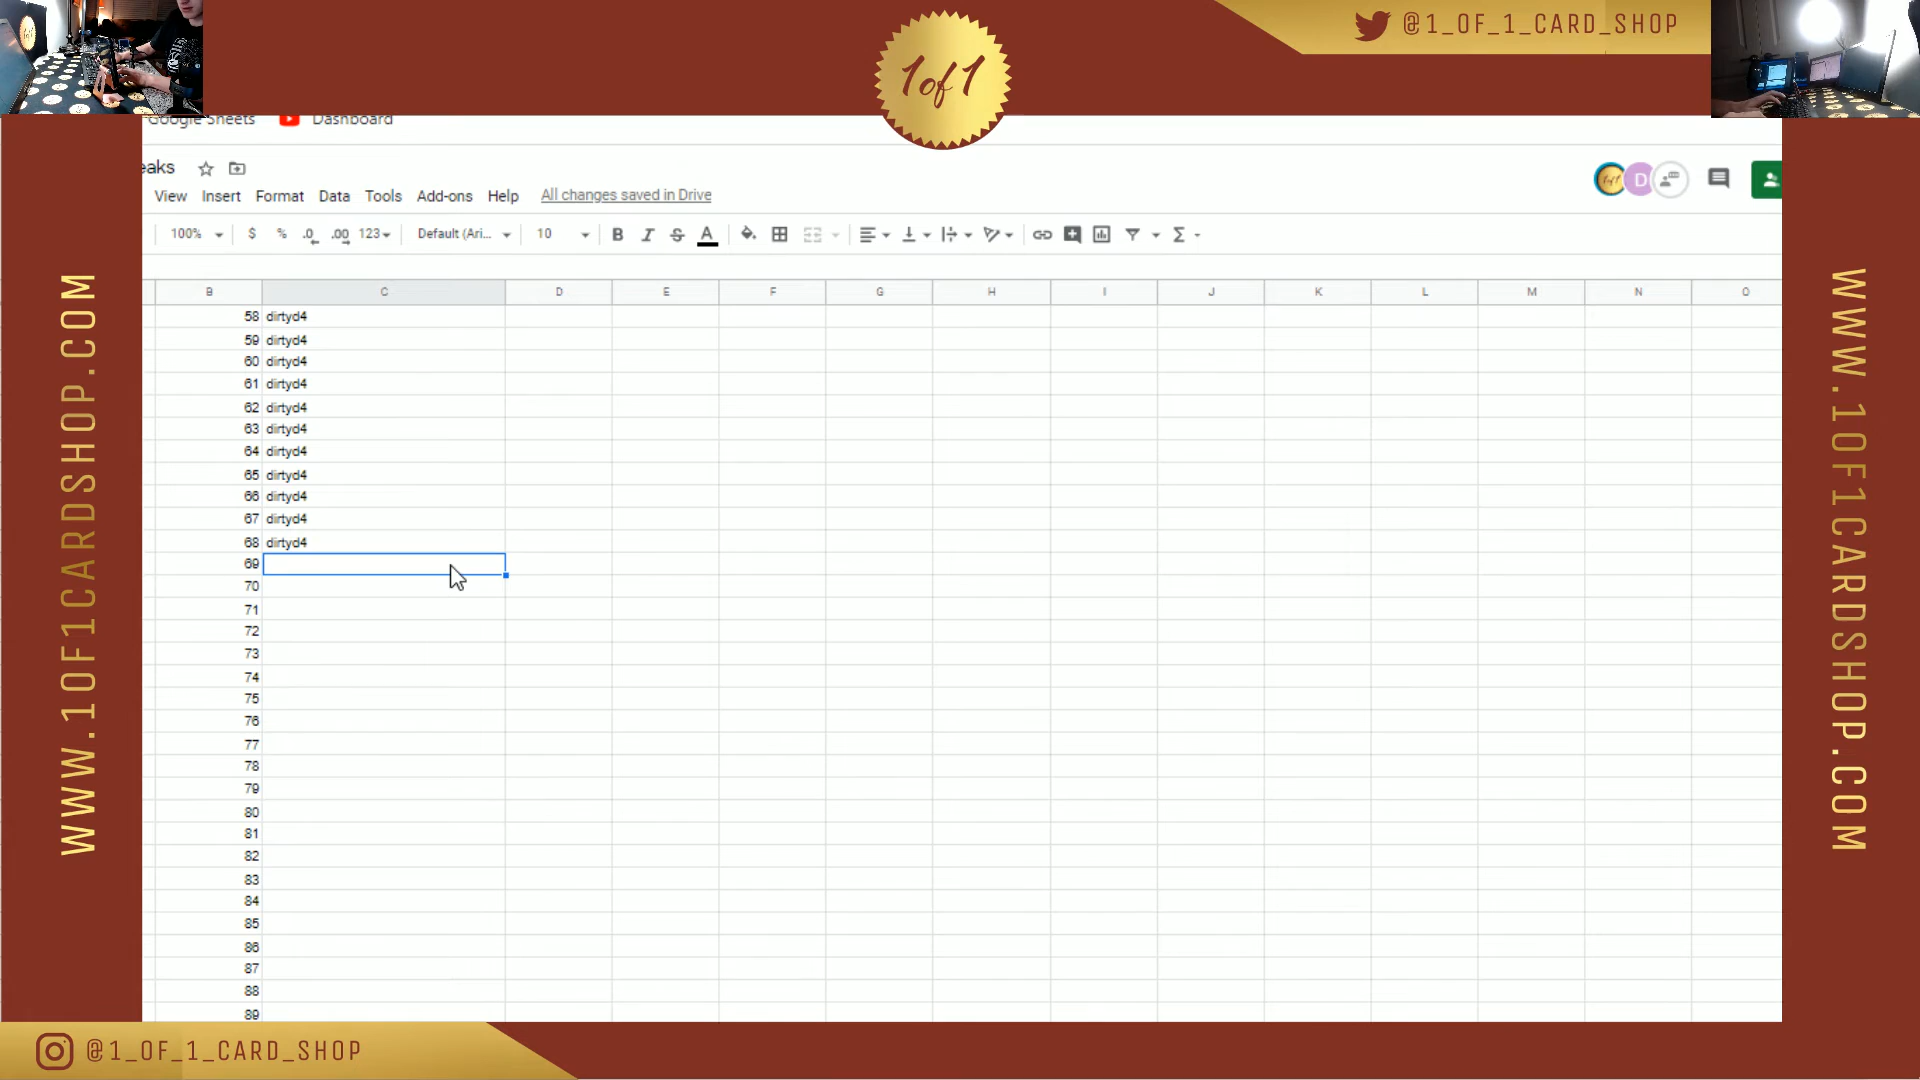 @1_OF_1_CARD_SHOP
1of1
Google Sheets Dashboard
eaks
View Insert Format Data Tools Add-ons Help All changes saved in Drive
D
100% $ % .0 .00 123 Default (Ari... 10 B I S A Σ
B C D E F G H I J K L M N O
58 dirtyd4
59 dirtyd4
60 dirtyd4
61 dirtyd4
62 dirtyd4
63 dirtyd4
64 dirtyd4
65 dirtyd4
66 dirtyd4
67 dirtyd4
68 dirtyd4
69
70
71
72
73
74
75
76
77
78
79
80
81
82
83
84
85
86
87
88
89
WWW.1OF1CARDSHOP.COM
WWW.1OF1CARDSHOP.COM
@1_OF_1_CARD_SHOP